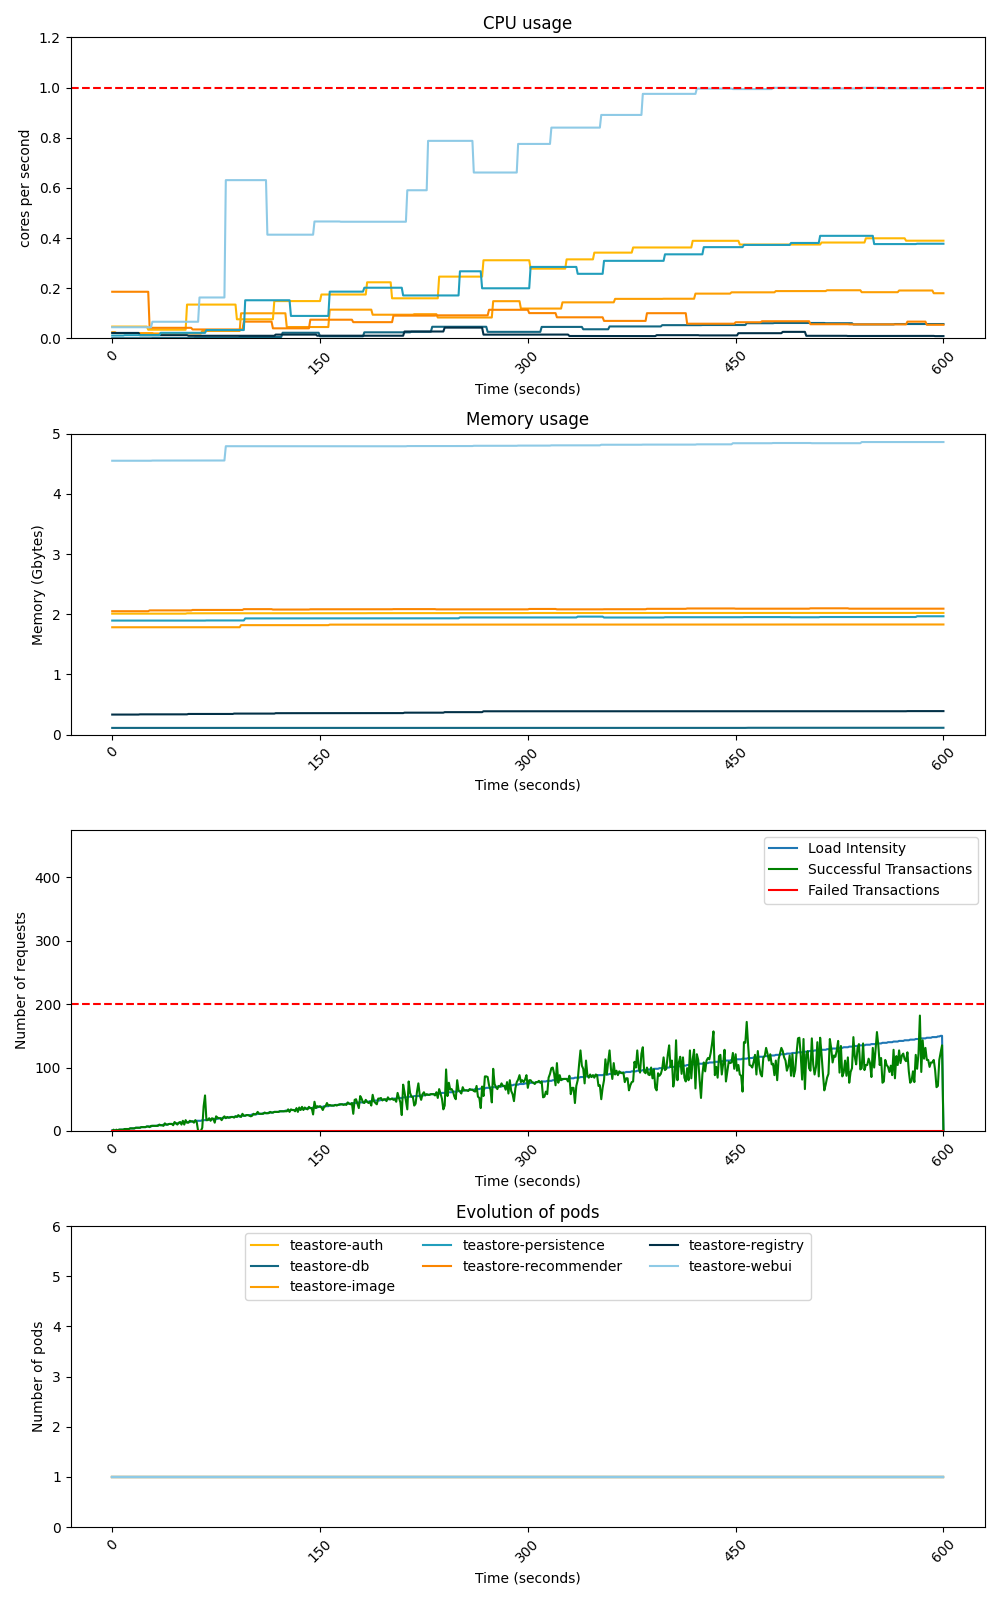 CPU usage
1.2
1.0
0.8
0.6
0.4
0.2
0.0
cores per second
0
150
300
450
600
Time (seconds)
Memory usage
5
4
3
2
1
0
Memory (Gbytes)
0
150
300
450
600
Time (seconds)
400
300
200
100
0
Number of requests
Load Intensity
Successful Transactions
Failed Transactions
0
150
300
450
600
Time (seconds)
Evolution of pods
6
5
4
3
2
1
0
Number of pods
teastore-auth
teastore-db
teastore-image
teastore-persistence
teastore-recommender
teastore-registry
teastore-webui
0
150
300
450
600
Time (seconds)